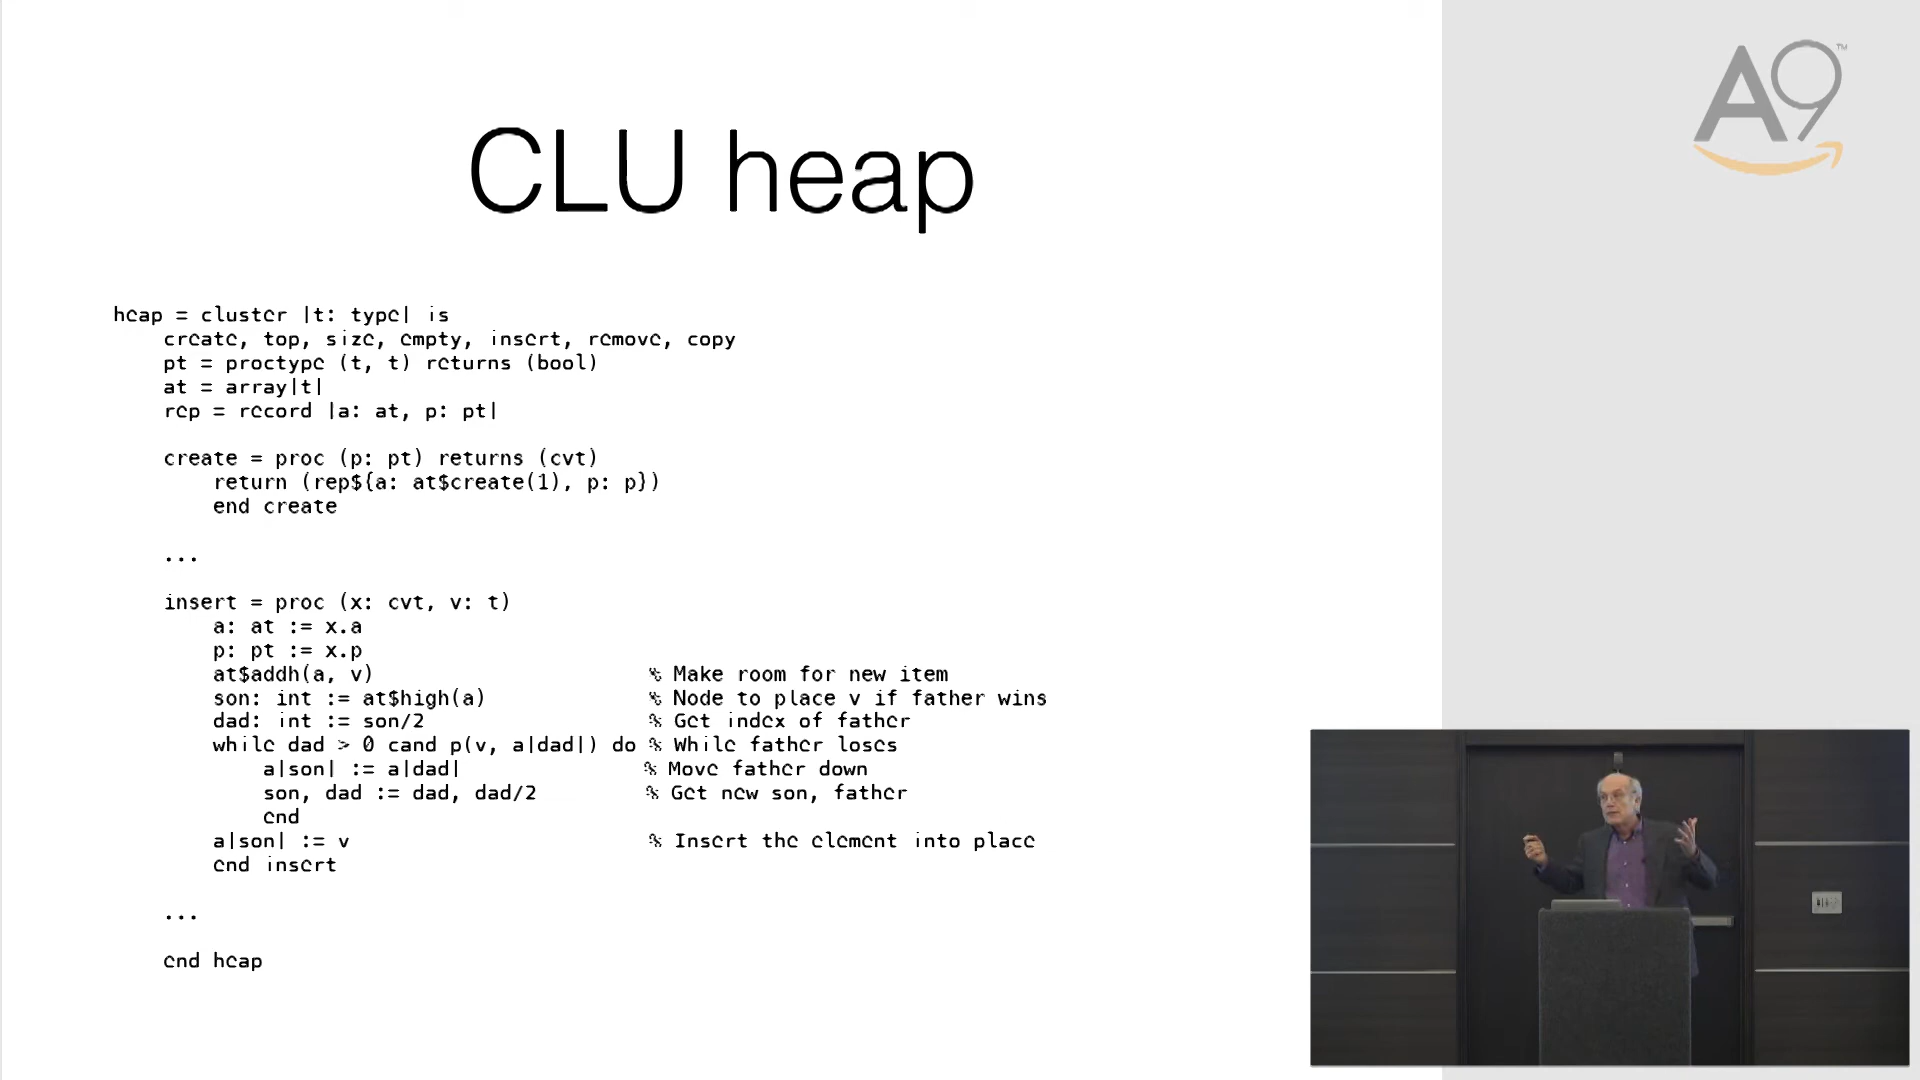 CLU heap
heap = cluster [t: type] is
create, top, size, empty, insert, remove, copy
pt = proctype (t, t) returns (bool)
at = array[t]
rep = record [a: at, p: pt]
create = proc (p: pt) returns (cvt)
return (rep${a: at$create(1), p: p})
end create
...
insert = proc (x: cvt, v: t)
a: at := x.a
p: pt := x.p
at$addh(a, v) % Make room for new item
son: int := at$high(a) % Node to place v if father wins
dad: int := son/2 % Get index of father
while dad > 0 cand p(v, a[dad]) do % While father loses
a[son] := a[dad] % Move father down
son, dad := dad, dad/2 % Get new son, father
end
a[son] := v % Insert the element into place
end insert
...
end heap
A9™